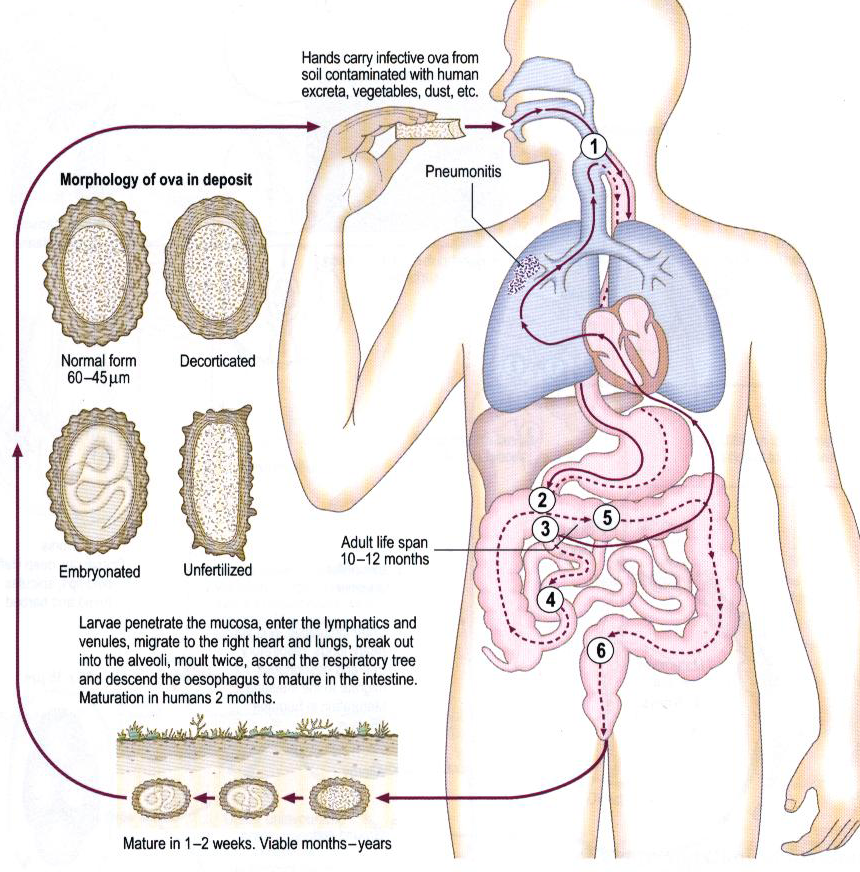 Hands carry infective ova from
soil contaminated with human
excreta, vegetables, dust, etc.
1
Pneumonitis
Morphology of ova in deposit
Normal form
60–45 µm
Decorticated
Embryonated
Unfertilized
2
5
3
Adult life span
10–12 months
4
6
Larvae penetrate the mucosa, enter the lymphatics and
venules, migrate to the right heart and lungs, break out
into the alveoli, moult twice, ascend the respiratory tree
and descend the oesophagus to mature in the intestine.
Maturation in humans 2 months.
Mature in 1–2 weeks. Viable months–years